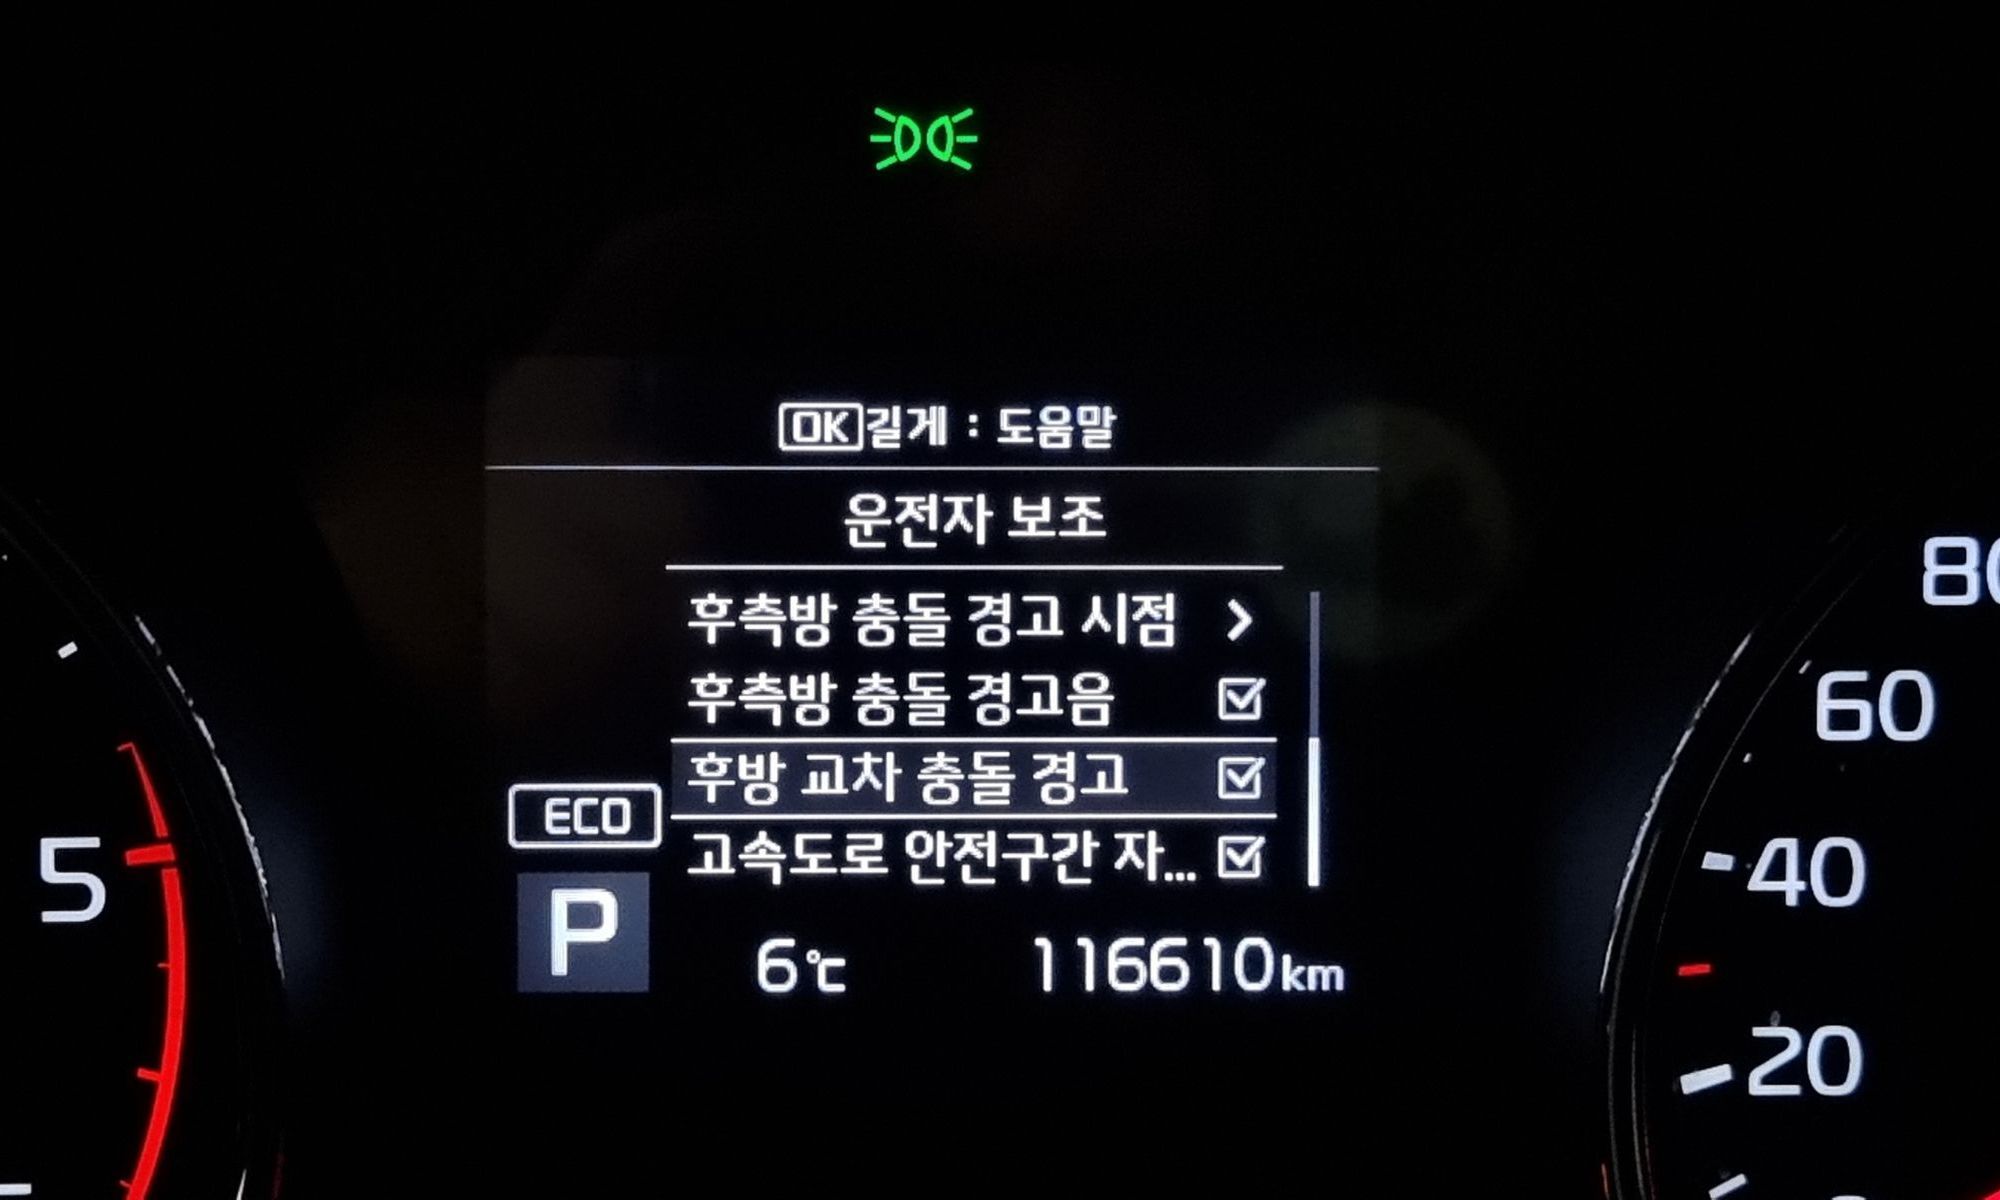 OK 길게 : 도움말
운전자 보조
후측방 충돌 경고 시점
후측방 충돌 경고음
후방 교차 충돌 경고
고속도로 안전구간 자...
ECO
P
6℃
116610km
5
80
60
40
20